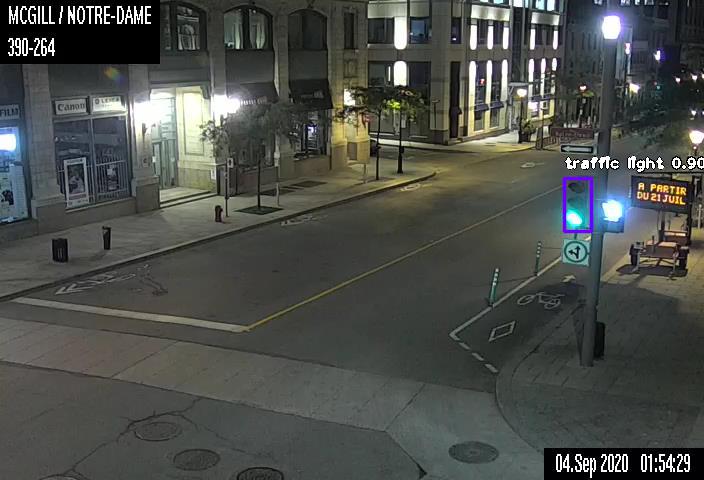 MCGILL / NOTRE-DAME
390-264
FILM
Canon
traffic light 0.90
A PARTIR
DU 21 JUIL
04.Sep 2020 01:54:29